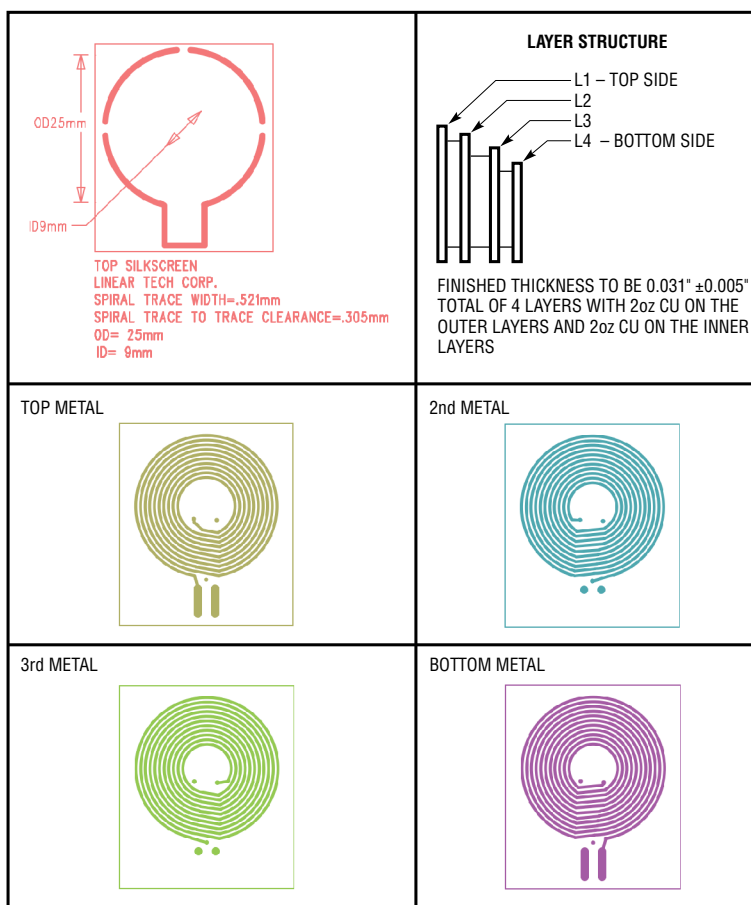 OD25mm
ID9mm
TOP SILKSCREEN
LINEAR TECH CORP.
SPIRAL TRACE WIDTH=.521mm
SPIRAL TRACE TO TRACE CLEARANCE=.305mm
OD= 25mm
ID= 9mm
LAYER STRUCTURE
L1 – TOP SIDE
L2
L3
L4 – BOTTOM SIDE
FINISHED THICKNESS TO BE 0.031" ±0.005"
TOTAL OF 4 LAYERS WITH 2oz CU ON THE
OUTER LAYERS AND 2oz CU ON THE INNER
LAYERS
TOP METAL
2nd METAL
3rd METAL
BOTTOM METAL